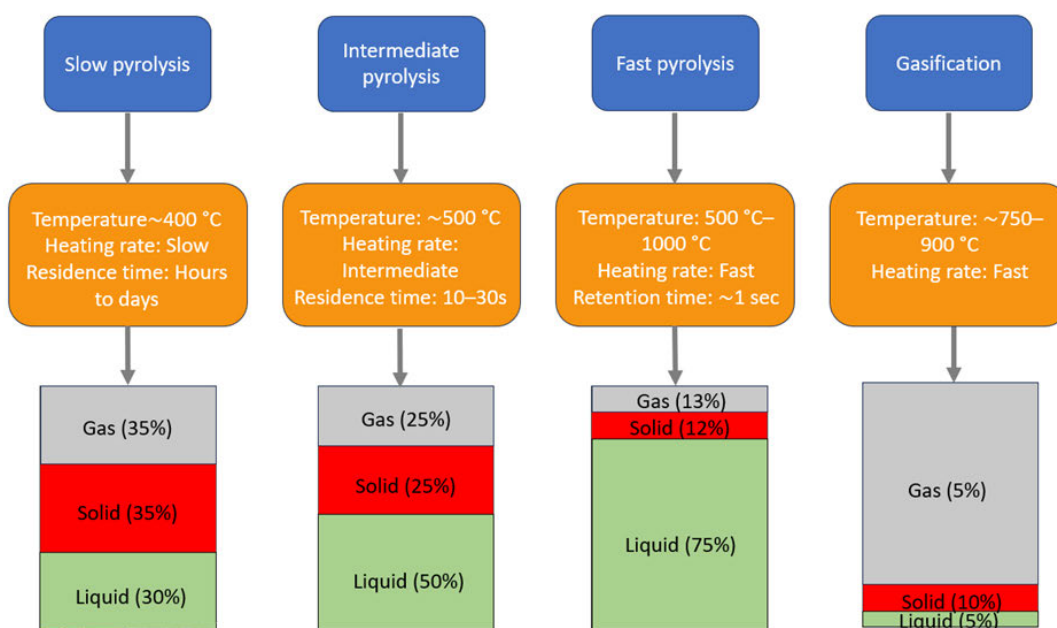 Slow pyrolysis
Intermediate
pyrolysis
Fast pyrolysis
Gasification
Temperature~400 °C
Heating rate: Slow
Residence time: Hours
to days
Temperature: ~500 °C
Heating rate:
Intermediate
Residence time: 10–30s
Temperature: 500 °C–
1000 °C
Heating rate: Fast
Retention time: ~1 sec
Temperature: ~750–
900 °C
Heating rate: Fast
Gas (35%)
Solid (35%)
Liquid (30%)
Gas (25%)
Solid (25%)
Liquid (50%)
Gas (13%)
Solid (12%)
Liquid (75%)
Gas (5%)
Solid (10%)
Liquid (5%)